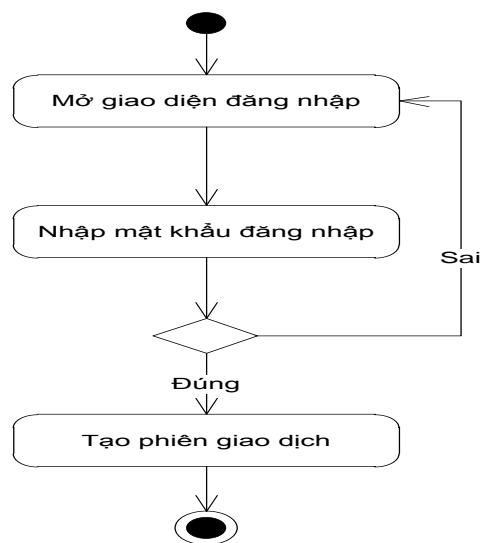 Mở giao diện đăng nhập
Nhập mật khẩu đăng nhập
Sai
Đúng
Tạo phiên giao dịch